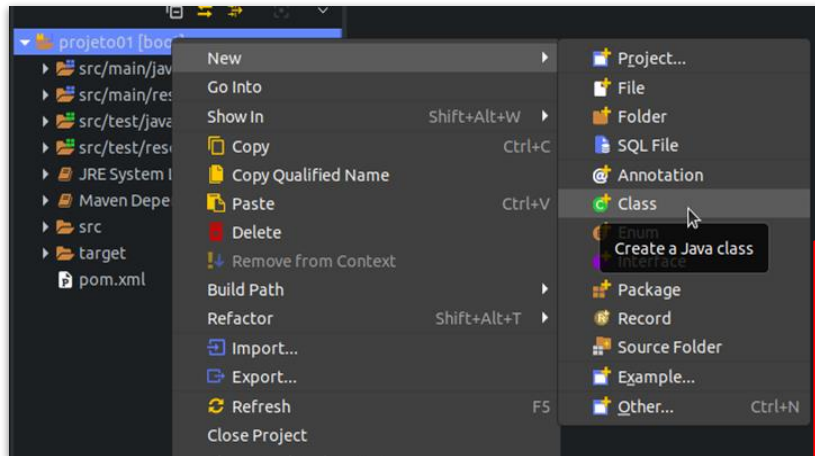 projeto01 [boo
src/main/jav
src/main/res
src/test/java
src/test/reso
JRE System L
Maven Depe
src
target
pom.xml
New
Go Into
Show In Shift+Alt+W
Copy Ctrl+C
Copy Qualified Name
Paste Ctrl+V
Delete
Remove from Context
Build Path
Refactor Shift+Alt+T
Import...
Export...
Refresh F5
Close Project
Project...
File
Folder
SQL File
Annotation
Class
Enum
Create a Java class
Interface
Package
Record
Source Folder
Example...
Other... Ctrl+N